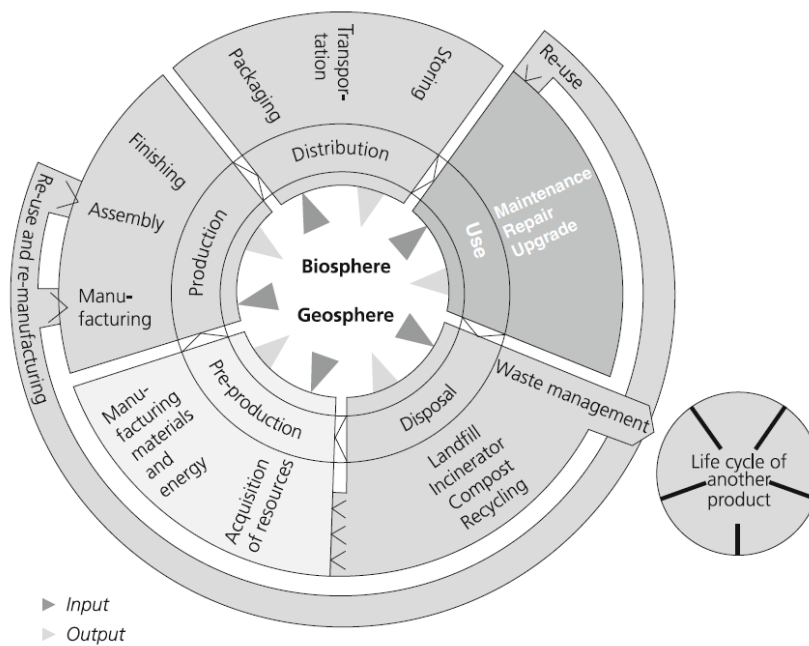 Packaging
Transpor-
tation
Storing
Distribution
Re-use
Maintenance
Repair
Upgrade
Use
Finishing
Assembly
Manu-
facturing
Production
Re-use and re-manufacturing
Biosphere
Geosphere
Pre-production
Manu-
facturing
materials
and
energy
Acquisition
of resources
Disposal
Landfill
Incinerator
Compost
Recycling
Waste management
Life cycle of
another
product
Input
Output